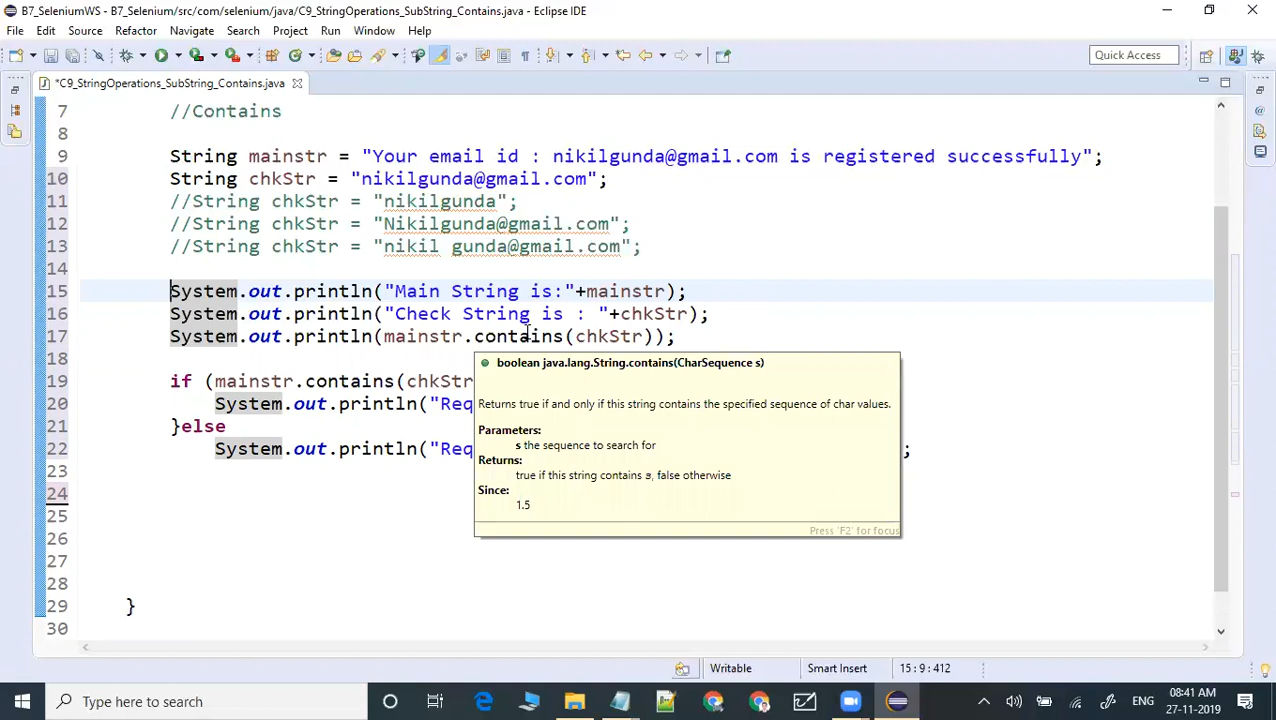 B7_SeleniumWS - B7_Selenium/src/com/selenium/java/C9_StringOperations_SubString_Contains.java - Eclipse IDE
File Edit Source Refactor Navigate Search Project Run Window Help
Quick Access
*C9_StringOperations_SubString_Contains.java
7 //Contains
8
9 String mainstr = "Your email id : nikilgunda@gmail.com is registered successfully";
10 String chkStr = "nikilgunda@gmail.com";
11 //String chkStr = "nikilgunda";
12 //String chkStr = "Nikilgunda@gmail.com";
13 //String chkStr = "nikil gunda@gmail.com";
14
15 System.out.println("Main String is:"+mainstr);
16 System.out.println("Check String is : "+chkStr);
17 System.out.println(mainstr.contains(chkStr));
18
boolean java.lang.String.contains(CharSequence s)
19 if (mainstr.contains(chkStr
Returns true if and only if this string contains the specified sequence of char values.
20 System.out.println("Req
21 }else
Parameters:
s the sequence to search for
22 System.out.println("Req ;
Returns:
23
true if this string contains s, false otherwise
24
Since:
1.5
25
Press 'F2' for focus
26
27
28
29 }
30
Writable Smart Insert 15 : 9 : 412
Type here to search
ENG
08:41 AM
27-11-2019